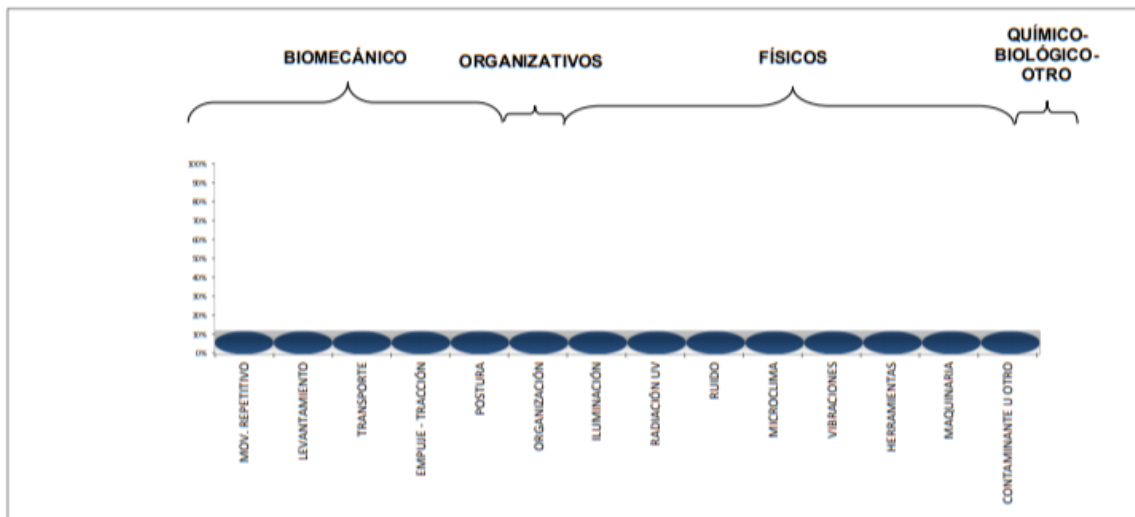 BIOMECÁNICO
ORGANIZATIVOS
FÍSICOS
QUÍMICO-
BIOLÓGICO-
OTRO
100%
90%
80%
70%
60%
50%
40%
30%
20%
10%
0%
MOV. REPETITIVO
LEVANTAMIENTO
TRANSPORTE
EMPUJE - TRACCIÓN
POSTURA
ORGANIZACIÓN
ILUMINACIÓN
RADIACIÓN UV
RUIDO
MICROCLIMA
VIBRACIONES
HERRAMIENTAS
MAQUINARIA
CONTAMINANTE U OTRO